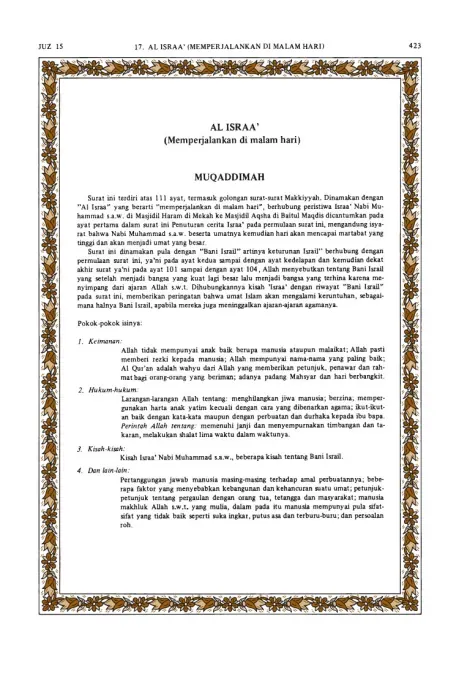 JUZ 15 17. AL ISRAA' (MEMPERJALANKAN DI MALAM HARI) 423
AL ISRAA'
(Memperjalankan di malam hari)
MUQADDIMAH
Surat ini terdiri atas 111 ayat, termasuk golongan surat-surat Makkiyyah. Dinamakan dengan
"Al Israa" yang berarti "memperjalankan di malam hari", berhubung peristiwa Israa' Nabi Mu-
hammad s.a.w. di Masjidil Haram di Mekah ke Masjidil Aqsha di Baitul Maqdis dicantumkan pada
ayat pertama dalam surat ini Penuturan cerita Israa' pada permulaan surat ini, mengandung isya-
rat bahwa Nabi Muhammad s.a.w. beserta umatnya kemudian hari akan mencapai martabat yang
tinggi dan akan menjadi umat yang besar.
Surat ini dinamakan pula dengan "Bani Israil" artinya keturunan Israil" berhubung dengan
permulaan surat ini, ya'ni pada ayat kedua sampai dengan ayat kedelapan dan kemudian dekat
akhir surat ya'ni pada ayat 101 sampai dengan ayat 104, Allah menyebutkan tentang Bani Israil
yang setelah menjadi bangsa yang kuat lagi besar lalu menjadi bangsa yang terhina karena me-
nyimpang dari ajaran Allah s.w.t. Dihubungkannya kisah 'Israa' dengan riwayat "Bani Israil"
pada surat ini, memberikan peringatan bahwa umat Islam akan mengalami keruntuhan, sebagai-
mana halnya Bani Israil, apabila mereka juga meninggalkan ajaran-ajaran agamanya.
Pokok-pokok isinya:
1. Keimanan:
Allah tidak mempunyai anak baik berupa manusia ataupun malaikat; Allah pasti
memberi rezki kepada manusia; Allah mempunyai nama-nama yang paling baik;
Al Qur'an adalah wahyu dari Allah yang memberikan petunjuk, penawar dan rah-
mat bagi orang-orang yang beriman; adanya padang Mahsyar dan hari berbangkit.
2. Hukum-hukum:
Larangan-larangan Allah tentang: menghilangkan jiwa manusia; berzina, memper-
gunakan harta anak yatim kecuali dengan cara yang dibenarkan agama; ikut-ikut-
an baik dengan kata-kata maupun dengan perbuatan dan durhaka kepada ibu bapa.
Perintah Allah tentang: memenuhi janji dan menyempurnakan timbangan dan ta-
karan, melakukan shalat lima waktu dalam waktunya.
3. Kisah-kisah:
Kisah Israa' Nabi Muhammad s.a.w., beberapa kisah tentang Bani Israil.
4. Dan lain-lain:
Pertanggungan jawab manusia masing-masing terhadap amal perbuatannya; bebe-
rapa faktor yang menyebabkan kebangunan dan kehancuran suatu umat; petunjuk-
petunjuk tentang pergaulan dengan orang tua, tetangga dan masyarakat; manusia
makhluk Allah s.w.t. yang mulia, dalam pada itu manusia mempunyai pula sifat-
sifat yang tidak baik seperti suka ingkar, putus asa dan terburu-buru; dan persoalan
roh.